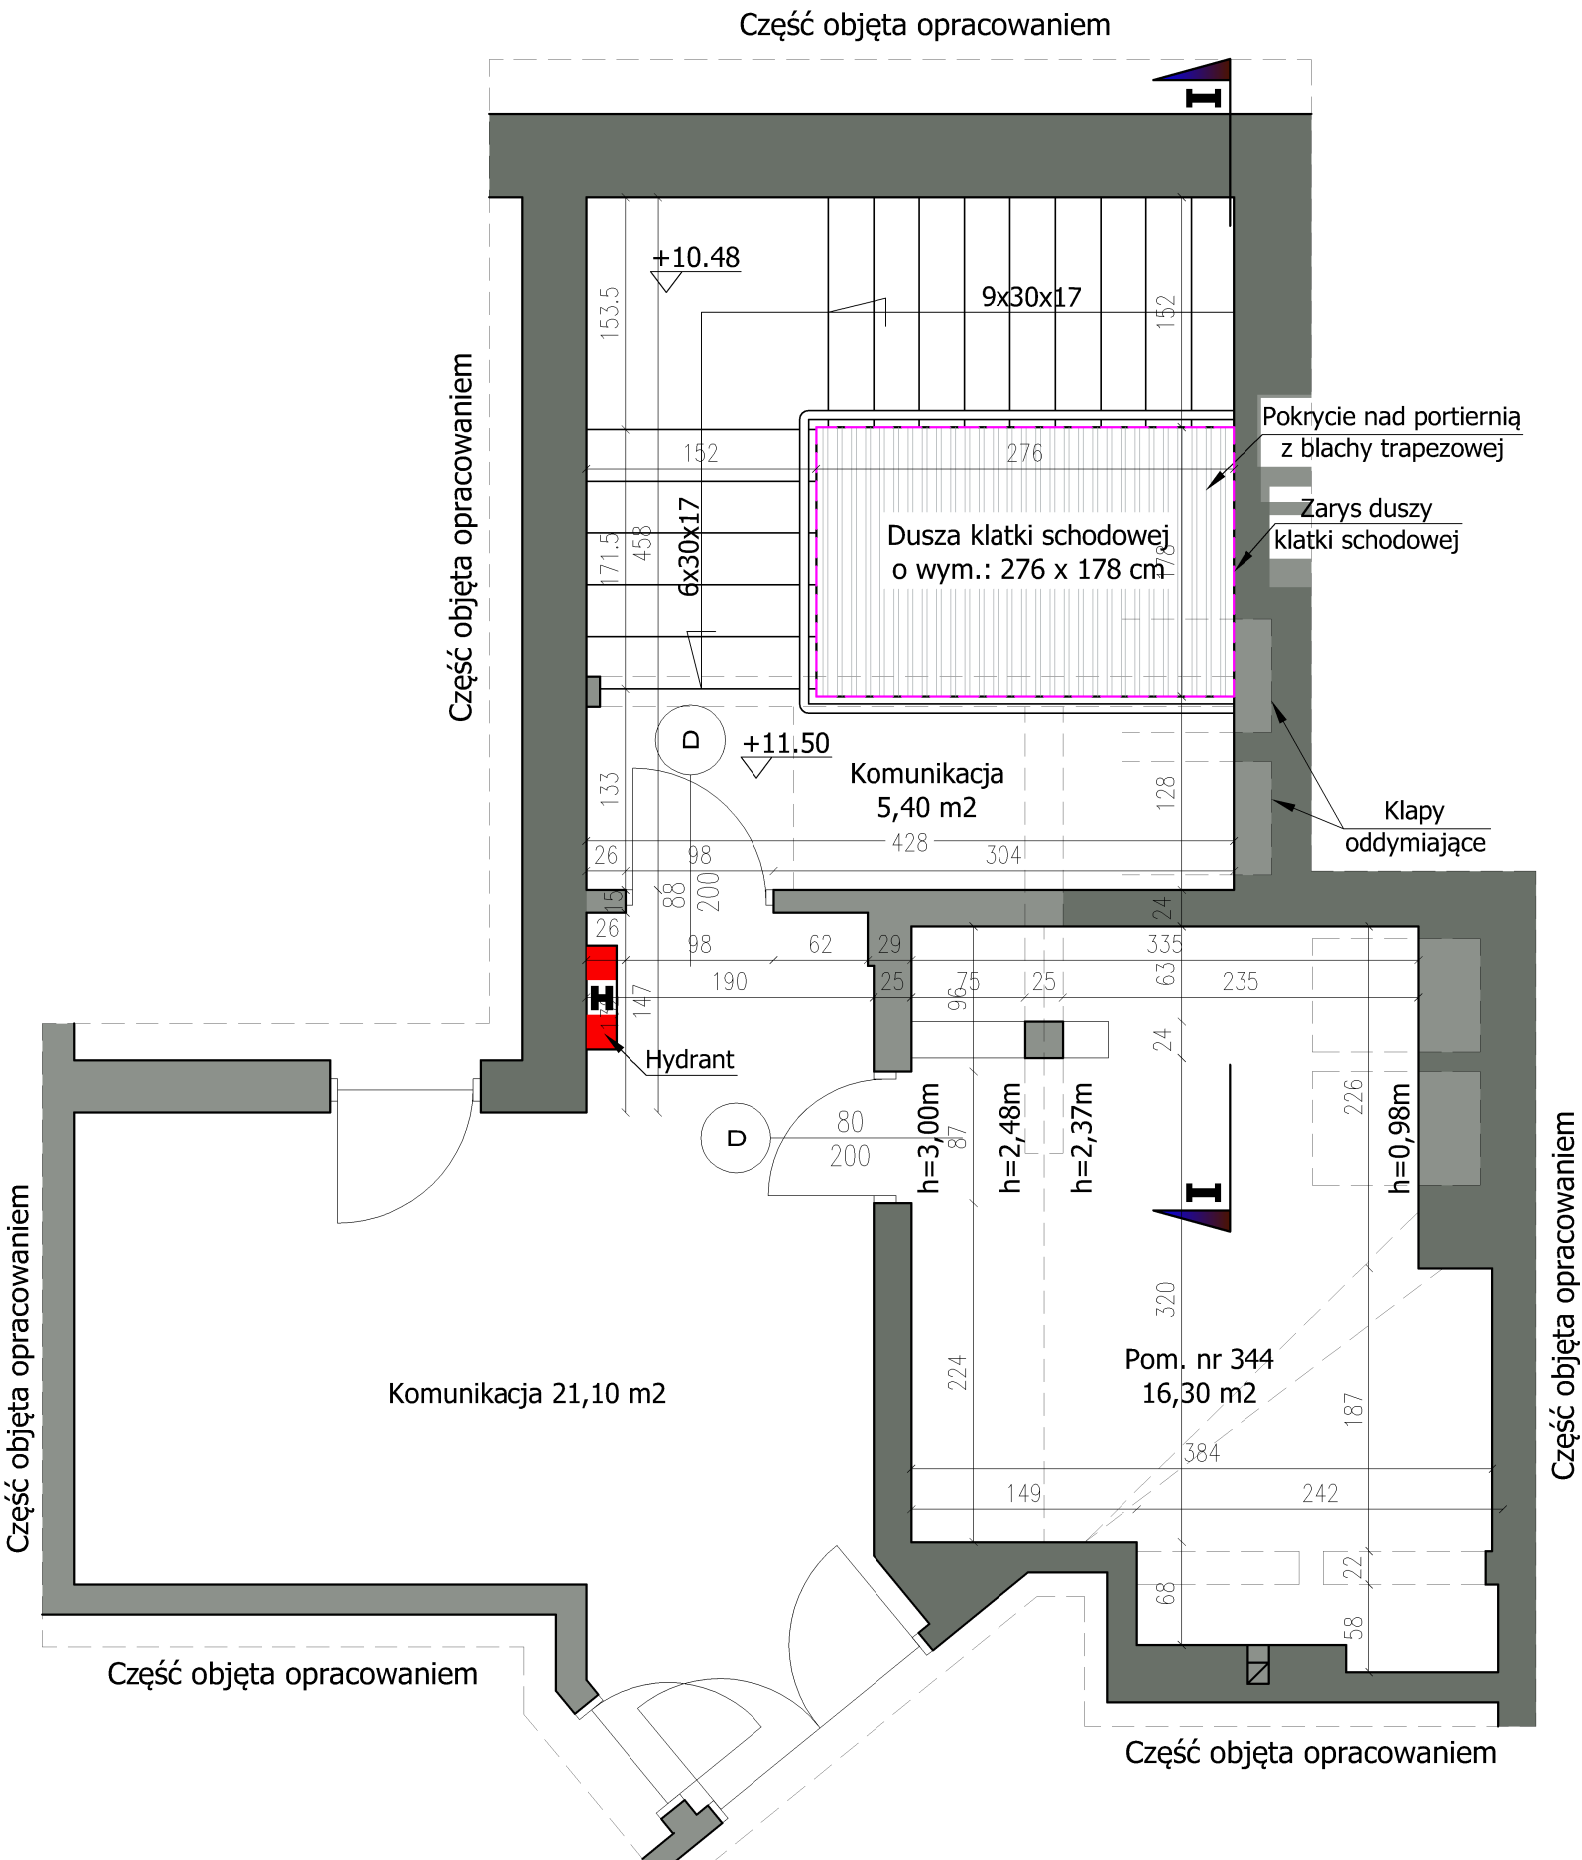 Część objęta opracowaniem
I
+10.48
9x30x17
153.5
152
Część objęta opracowaniem
Pokrycie nad portiernią
z blachy trapezowej
152
276
Zarys duszy
klatki schodowej
6x30x17
171.5
458
Dusza klatki schodowej
o wym.: 276 x 178 cm
178
D
+11.50
Komunikacja
5,40 m2
133
128
Klapy
oddymiające
428
26
98
304
88
200
15
24
26
98
62
29
335
63
190
25
75
25
235
96
H
147
24
Hydrant
D
80
200
87
h=3,00m
h=2,48m
h=2,37m
226
h=0,98m
I
Część objęta opracowaniem
Część objęta opracowaniem
320
224
Pom. nr 344
16,30 m2
Komunikacja 21,10 m2
187
384
149
242
22
68
58
Część objęta opracowaniem
Część objęta opracowaniem